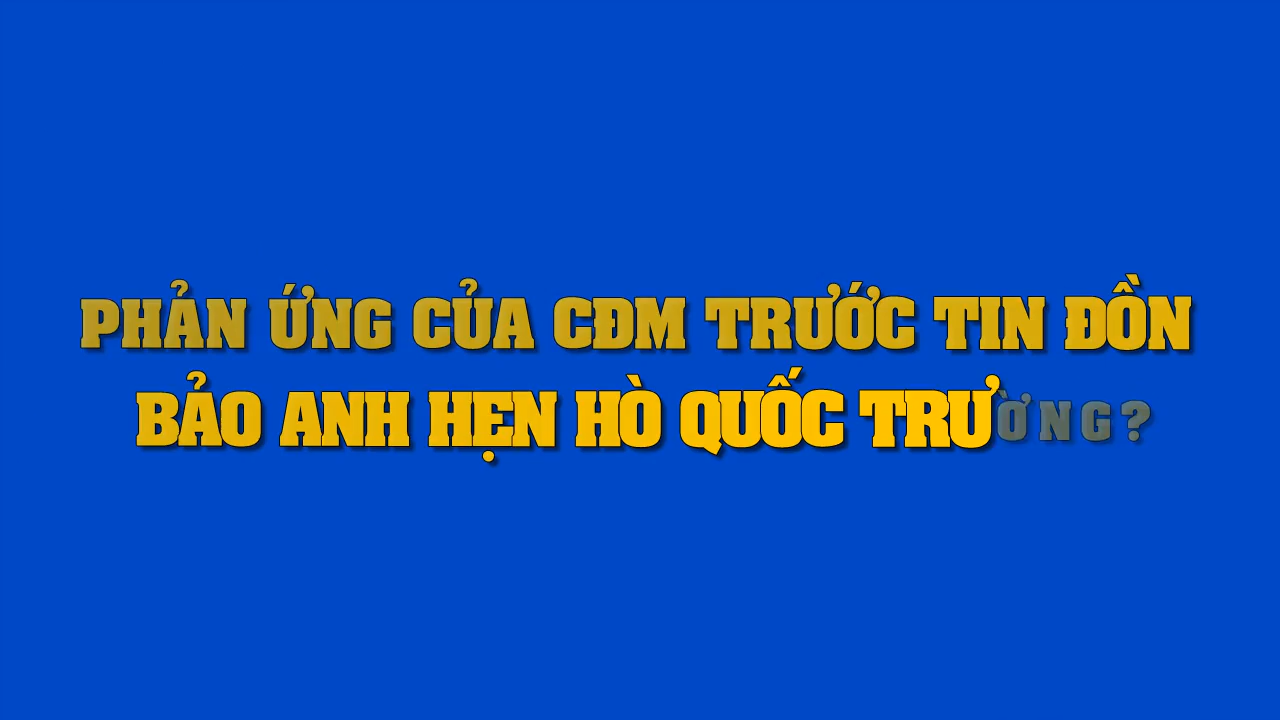 PHẢN ỨNG CỦA CĐM TRƯỚC TIN ĐỒN
BẢO ANH HẸN HÒ QUỐC TRƯỜNG?